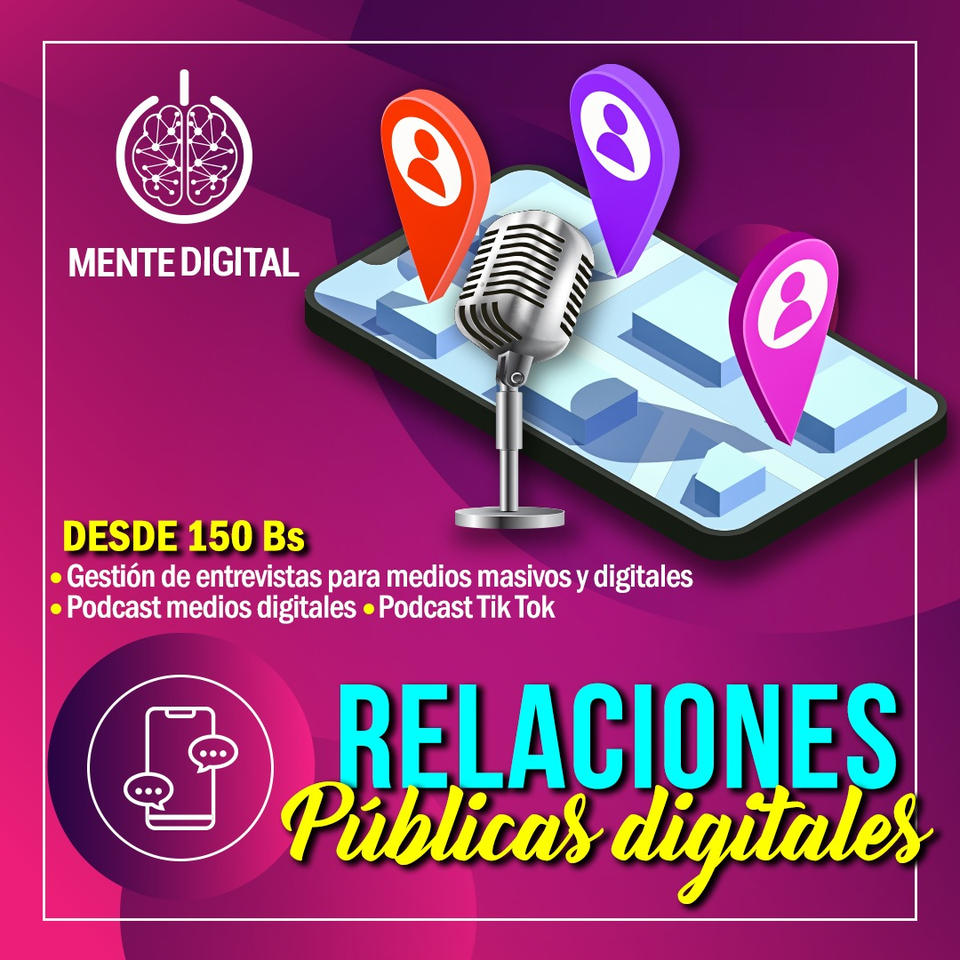 MENTE DIGITAL
DESDE 150 Bs
• Gestión de entrevistas para medios masivos y digitales
• Podcast medios digitales • Podcast Tik Tok
RELACIONES
Públicas digitales